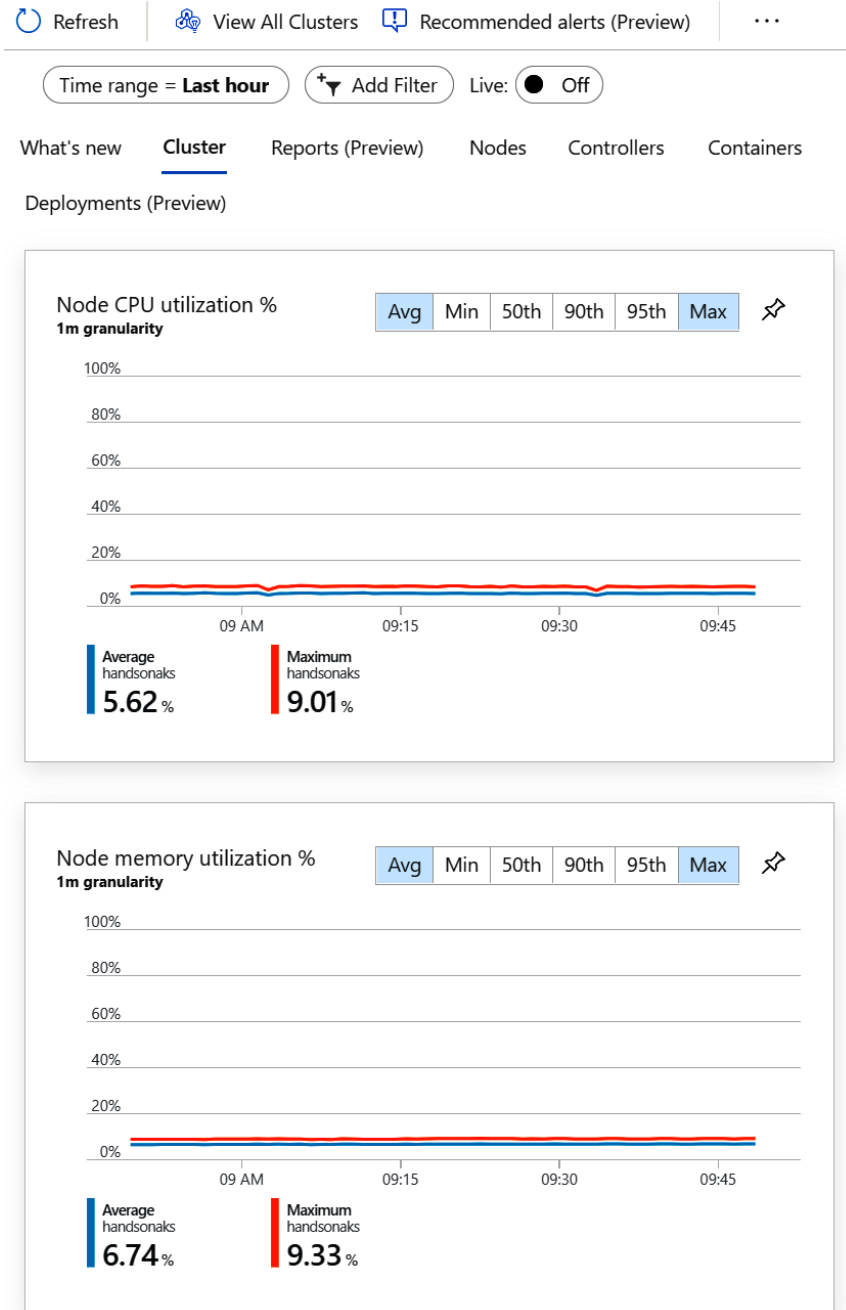 Refresh View All Clusters Recommended alerts (Preview) ...
Time range = Last hour Add Filter Live: Off
What's new Cluster Reports (Preview) Nodes Controllers Containers
Deployments (Preview)
Node CPU utilization % Avg Min 50th 90th 95th Max
1m granularity
100%
80%
60%
40%
20%
0%
09 AM 09:15 09:30 09:45
Average Maximum
handsonaks handsonaks
5.62 % 9.01 %
Node memory utilization % Avg Min 50th 90th 95th Max
1m granularity
100%
80%
60%
40%
20%
0%
09 AM 09:15 09:30 09:45
Average Maximum
handsonaks handsonaks
6.74 % 9.33 %